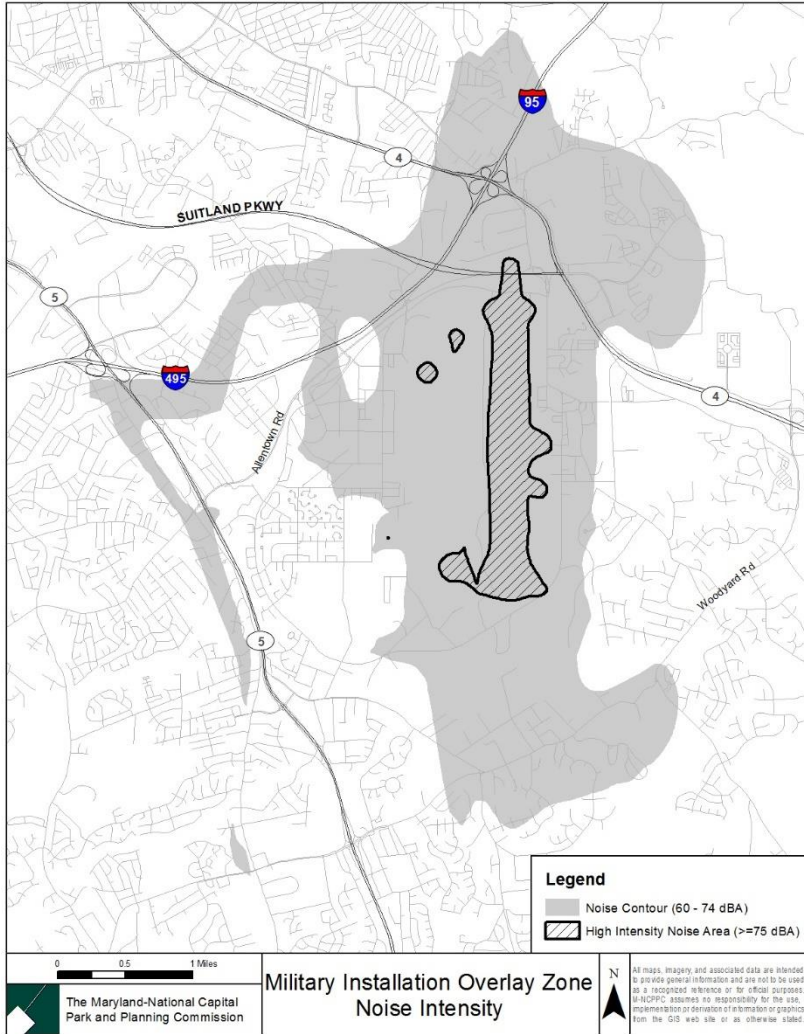 95
4
SUITLAND PKWY
5
495
Allentown Rd
4
Woodyard Rd
5
Legend
Noise Contour (60 - 74 dBA)
High Intensity Noise Area (>=75 dBA)
0 0.5 1 Miles
The Maryland-National Capital
Park and Planning Commission
Military Installation Overlay Zone
Noise Intensity
N
All maps, imagery, and associated data are intended
to provide general information and are not to be used
as a recognized reference or for official purposes.
M-NCPPC assumes no responsibility for the use,
implementation or derivation of information or graphics
from the GIS web site or as otherwise stated.